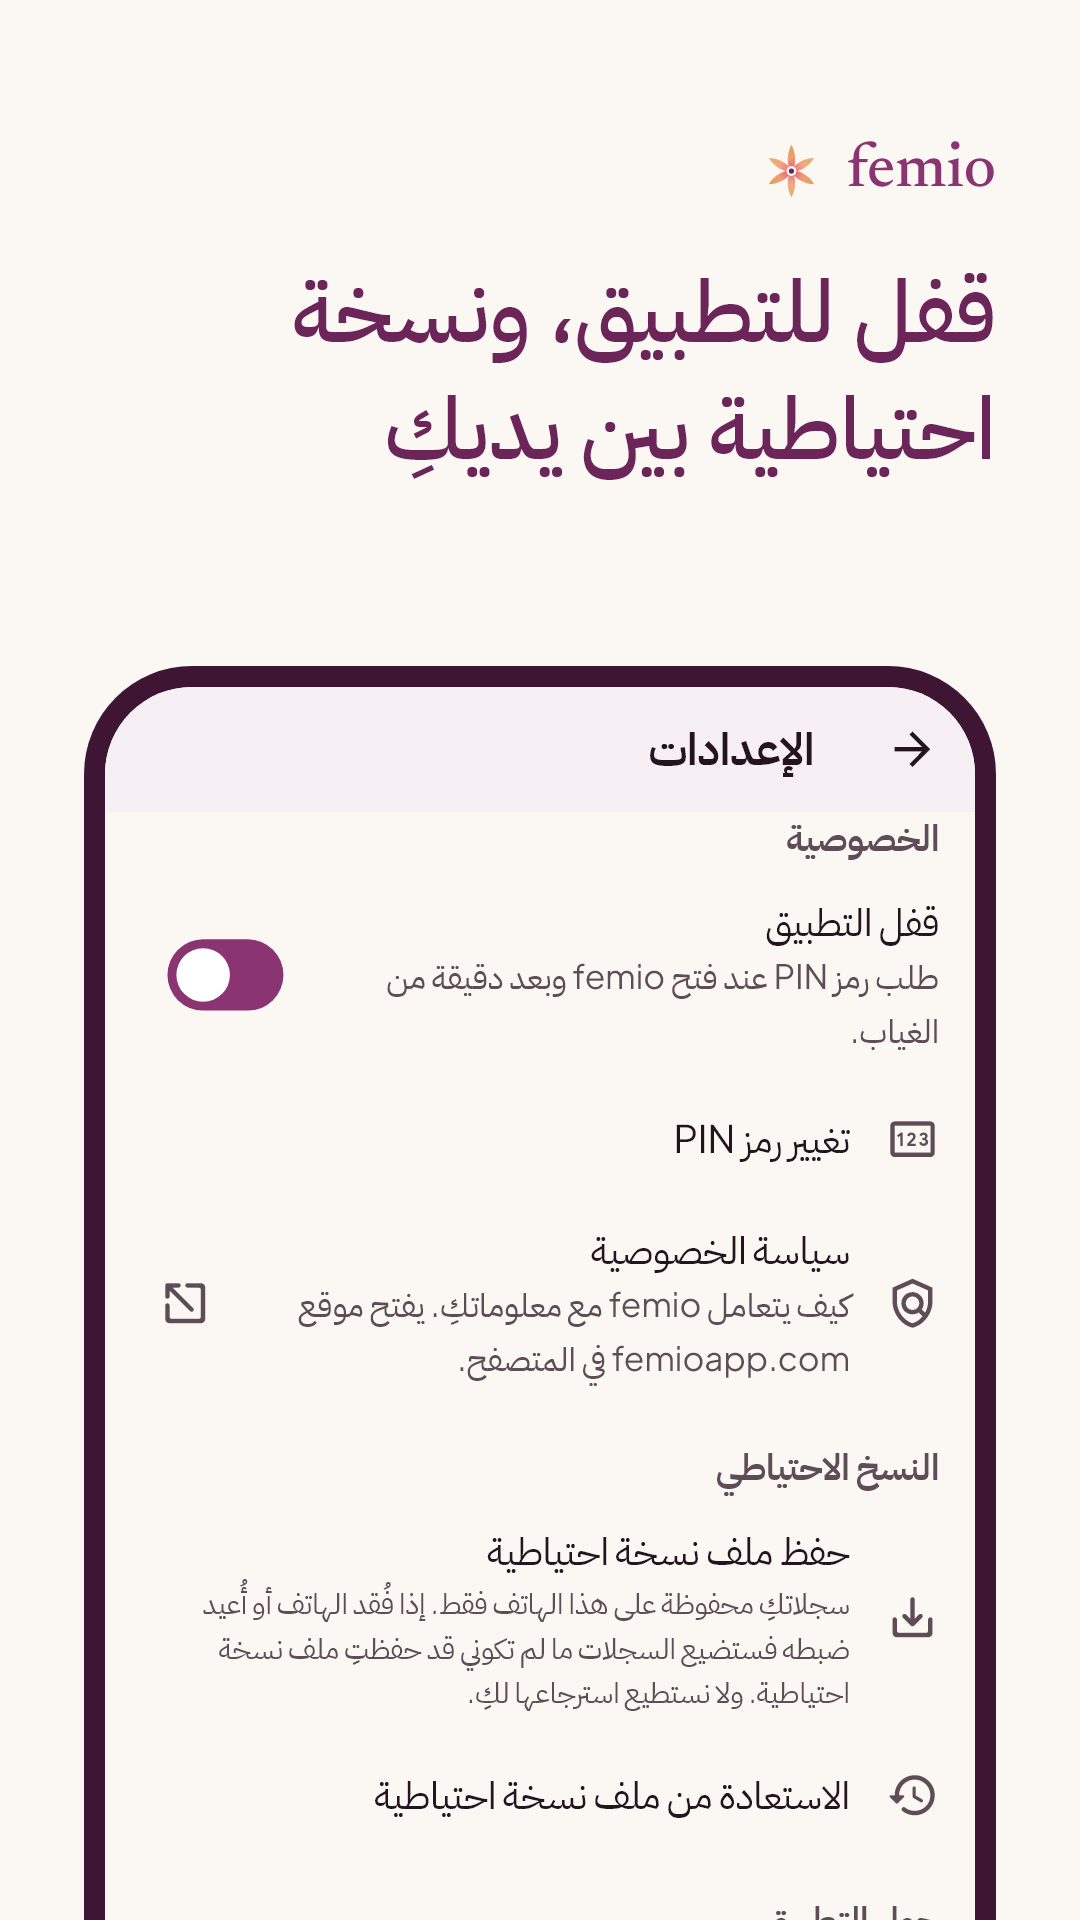 femio
قفل للتطبيق، ونسخة
احتياطية بين يديكِ
الإعدادات
الخصوصية
قفل التطبيق
طلب رمز PIN عند فتح femio وبعد دقيقة من
الغياب.
123
تغيير رمز PIN
سياسة الخصوصية
كيف يتعامل femio مع معلوماتكِ. يفتح موقع
femioapp.com في المتصفح.
النسخ الاحتياطي
حفظ ملف نسخة احتياطية
سجلاتكِ محفوظة على هذا الهاتف فقط. إذا فُقد الهاتف أو أُعيد
ضبطه فستضيع السجلات ما لم تكوني قد حفظتِ ملف نسخة
احتياطية. ولا نستطيع استرجاعها لكِ.
الاستعادة من ملف نسخة احتياطية